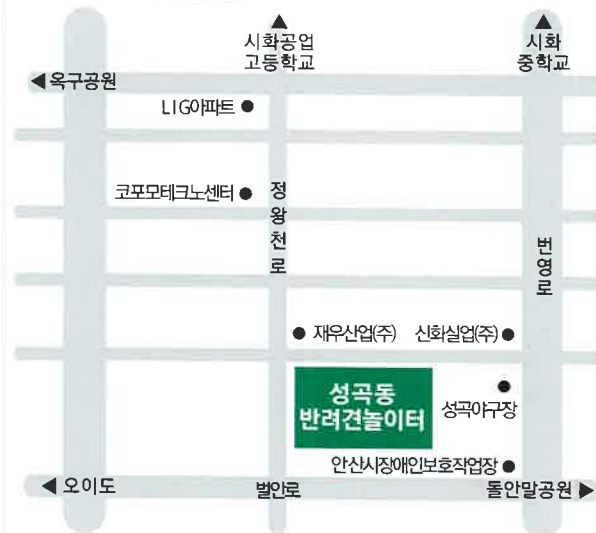 ▲
시화공업
고등학교
▲
시화
중학교
◀ 옥구공원
LIG아파트 ●
코포모테크노센터 ●
정왕천로
번영로
● 재우산업(주)
신화실업(주) ●
성곡동
반려견놀이터
●
성곡야구장
안산시장애인보호작업장 ●
◀ 오이도
벌안로
돌안말공원 ▶